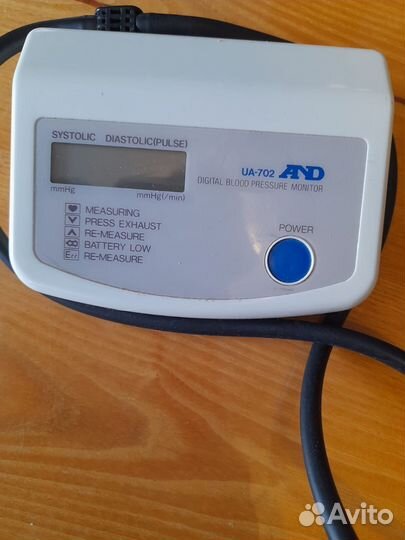 SYSTOLIC DIASTOLIC(PULSE)
UA-702 AND
DIGITAL BLOOD PRESSURE MONITOR
mmHg mmHg(/min)
MEASURING
PRESS EXHAUST
RE-MEASURE
BATTERY LOW
Err RE-MEASURE
POWER
Avito